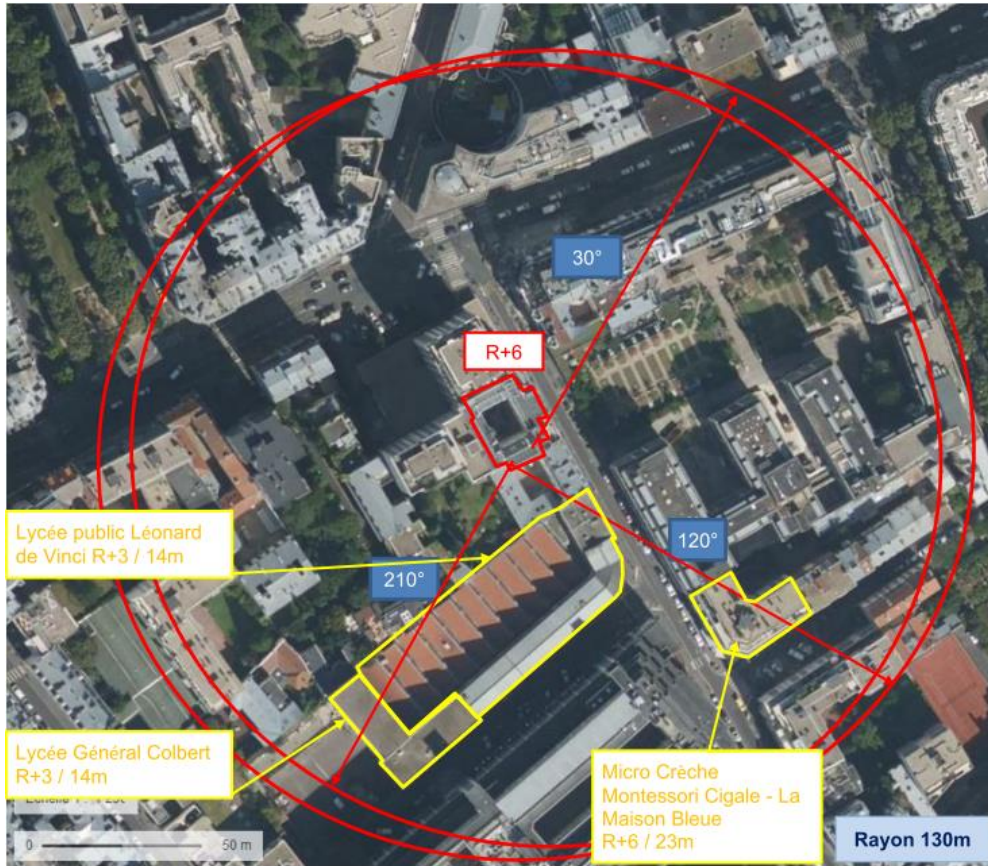 30°
R+6
Lycée public Léonard
de Vinci R+3 / 14m
210°
120°
Lycée Général Colbert
R+3 / 14m
Micro Crèche
Montessori Cigale - La
Maison Bleue
R+6 / 23m
0
50 m
Rayon 130m